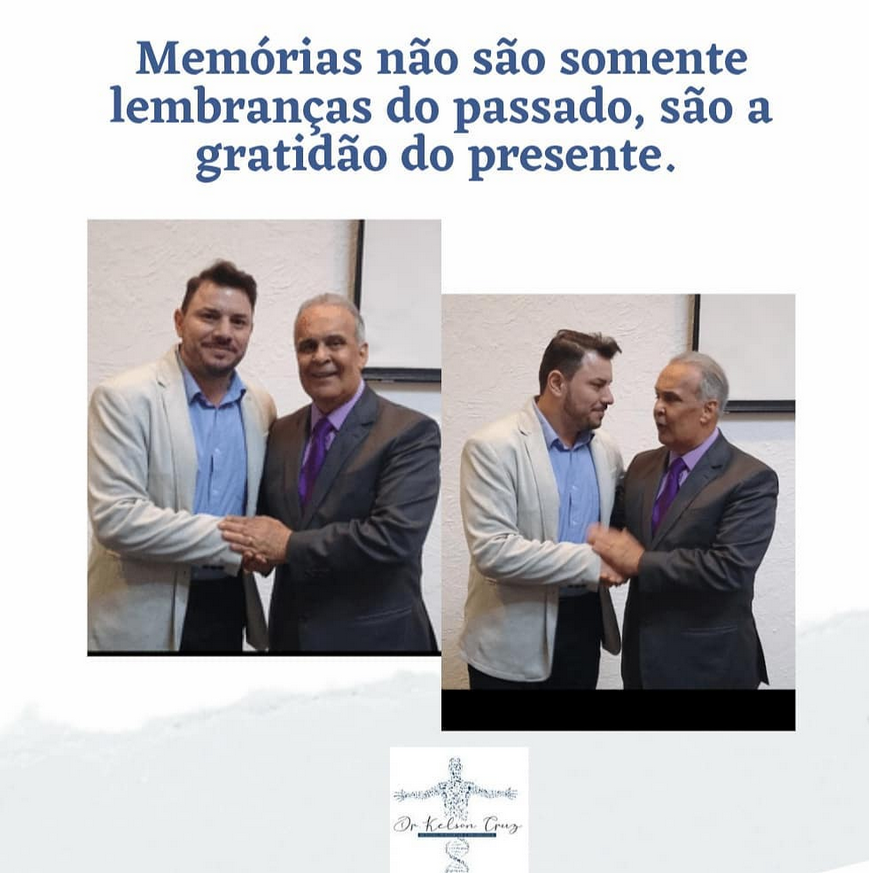 Memórias não são somente
lembranças do passado, são a
gratidão do presente.
Dr Kelson Cruz